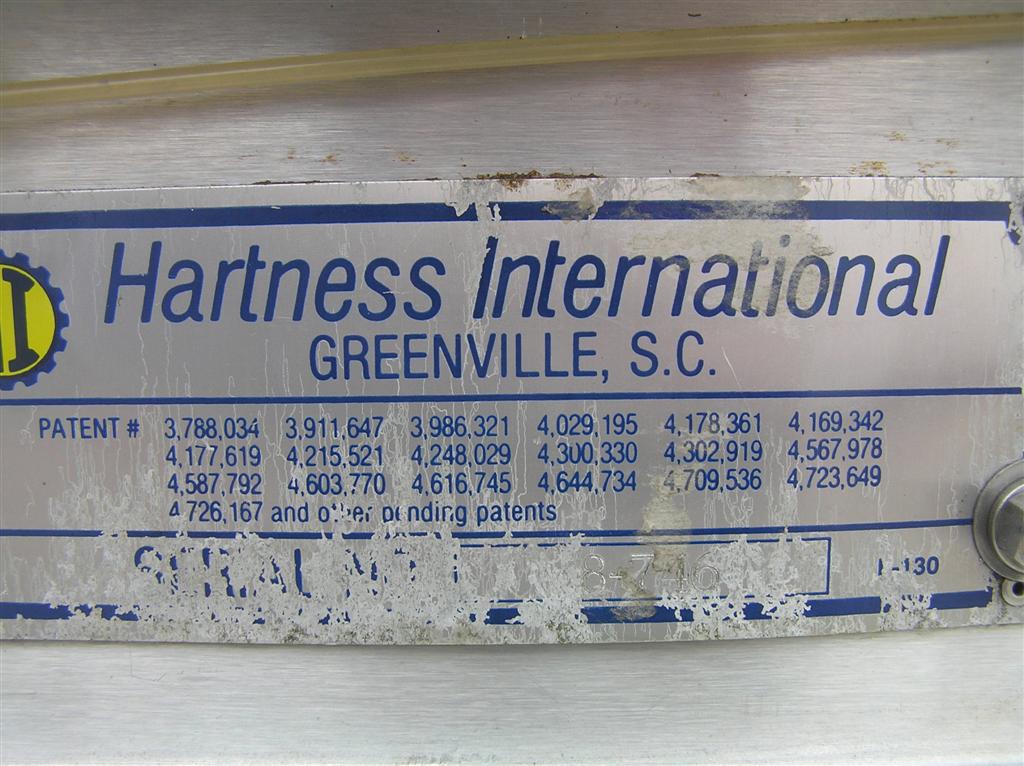 I
Hartness International
GREENVILLE, S.C.
PATENT # 3,788,034 3,911,647 3,986,321 4,029,195 4,178,361 4,169,342
4,177,619 4,215,521 4,248,029 4,300,330 4,302,919 4,567,978
4,587,792 4,603,770 4,616,745 4,644,734 4,709,536 4,723,649
4,726,167 and other pending patents
SERIAL 8-746